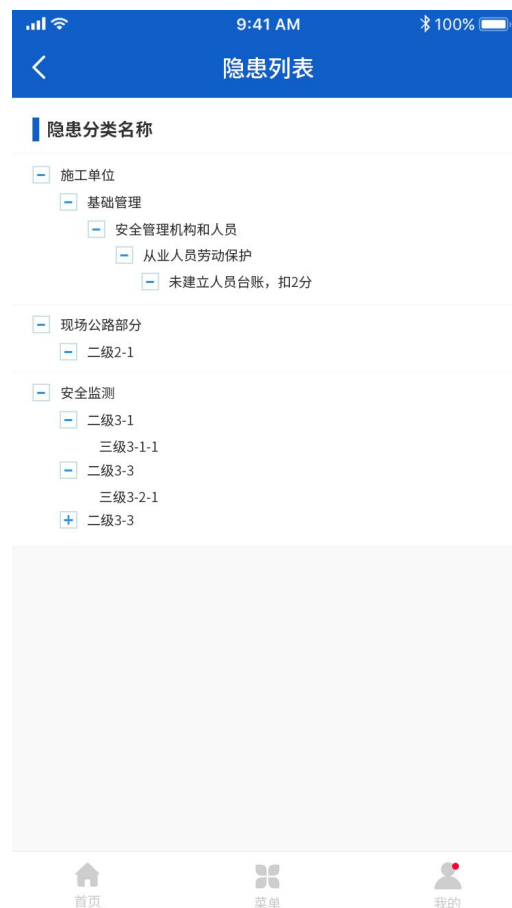 9:41 AM
100%
隐患列表
隐患分类名称
施工单位
基础管理
安全管理机构和人员
从业人员劳动保护
未建立人员台账，扣2分
现场公路部分
二级2-1
安全监测
二级3-1
三级3-1-1
二级3-3
三级3-2-1
二级3-3
首页
菜单
我的